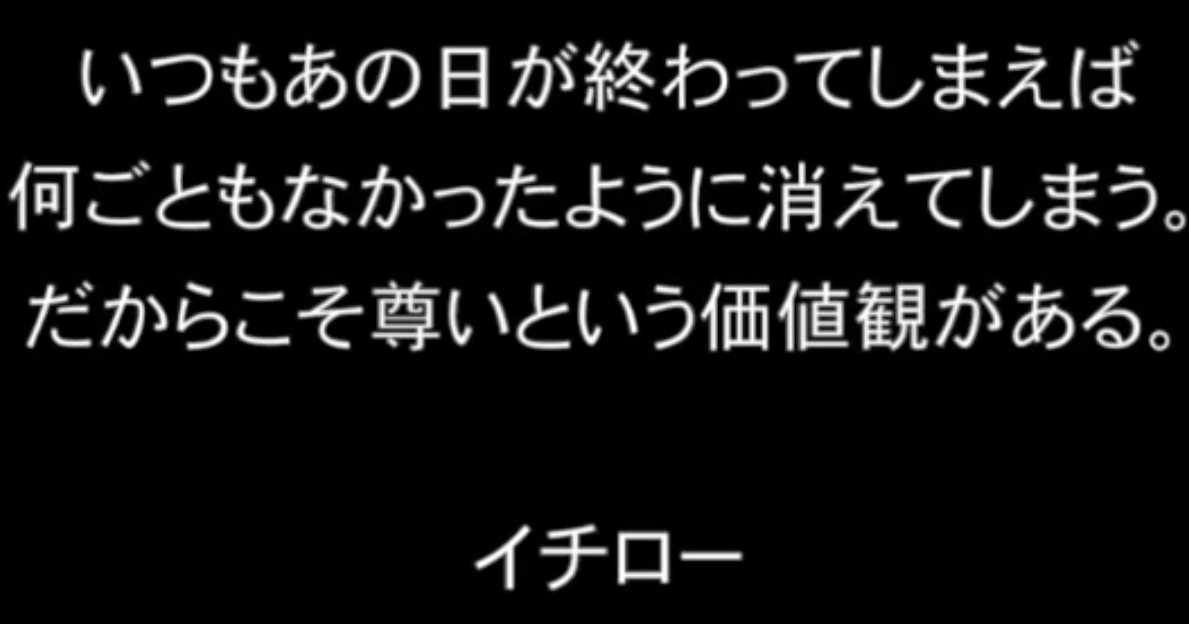 いつもあの日が終わってしまえば
何ごともなかったように消えてしまう。
だからこそ尊いという価値観がある。
イチロー